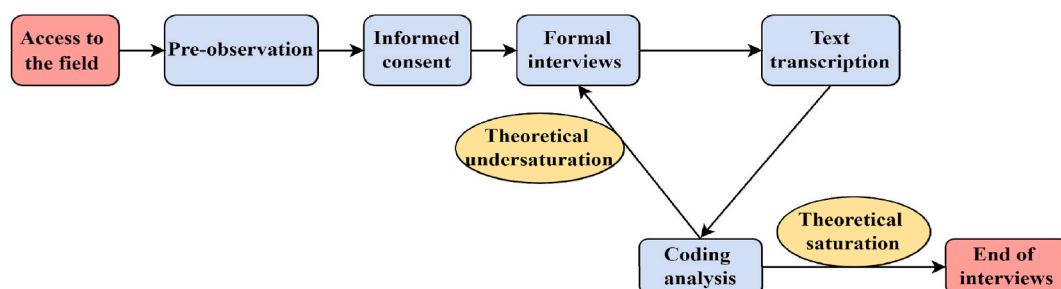 Access to
the field
Pre-observation
Informed
consent
Formal
interviews
Text
transcription
Theoretical
undersaturation
Coding
analysis
Theoretical
saturation
End of
interviews